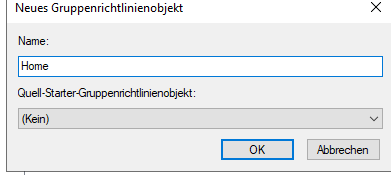 Neues Gruppenrichtlinienobjekt
Name:
Home
Quell-Starter-Gruppenrichtlinienobjekt:
(Kein)
OK
Abbrechen